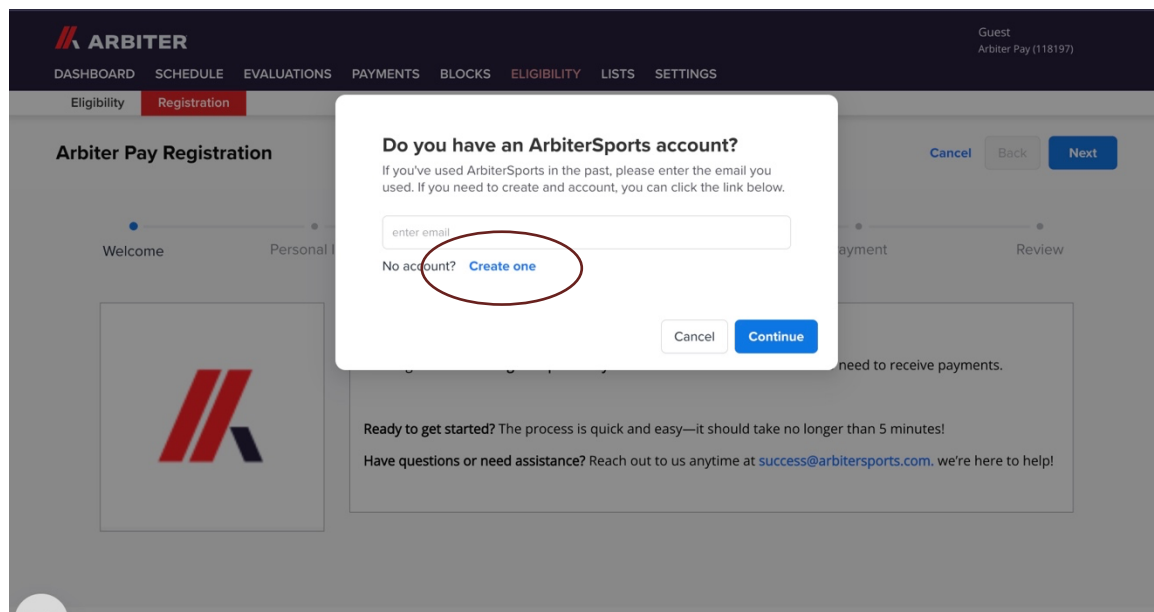 ARBITER
Guest
Arbiter Pay (118197)
DASHBOARD SCHEDULE EVALUATIONS PAYMENTS BLOCKS ELIGIBILITY LISTS SETTINGS
Eligibility Registration
Arbiter Pay Registration
Cancel Back Next
Do you have an ArbiterSports account?
If you've used ArbiterSports in the past, please enter the email you
used. If you need to create and account, you can click the link below.
enter email
No account? Create one
Cancel Continue
Welcome Personal Review
need to receive payments.
Ready to get started? The process is quick and easy—it should take no longer than 5 minutes!
Have questions or need assistance? Reach out to us anytime at success@arbitersports.com. we're here to help!